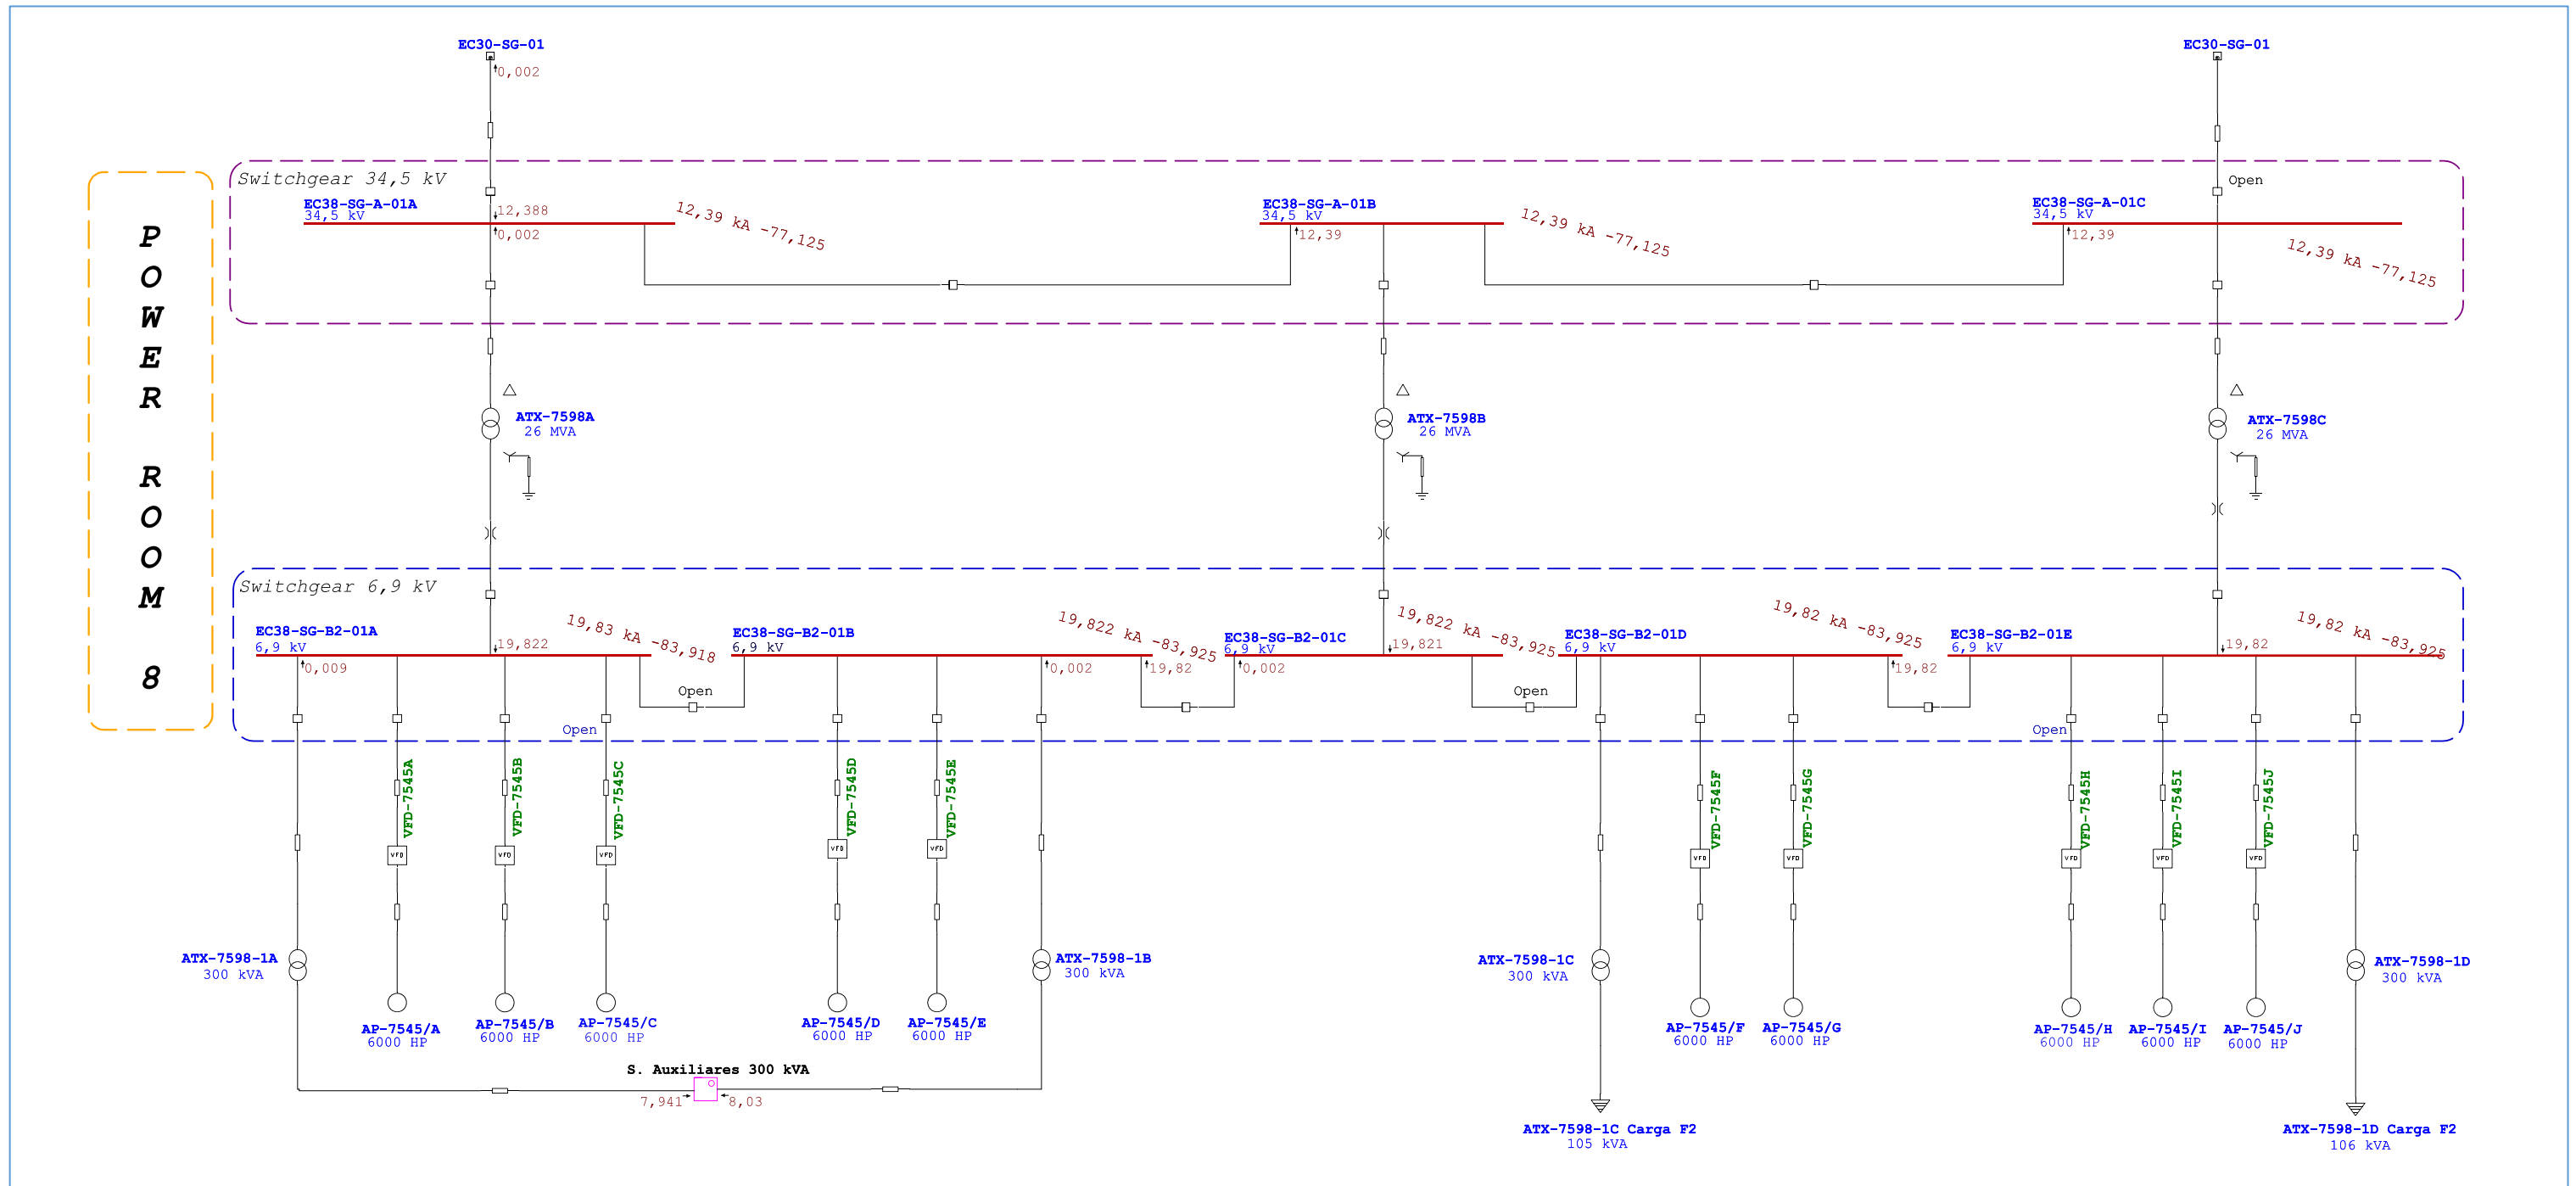 EC30-SG-01
EC30-SG-01
0,002
Switchgear 34,5 kV
Open
EC38-SG-A-01A
34,5 kV
12,388
0,002
12,39 kA -77,125
EC38-SG-A-01B
34,5 kV
12,39
12,39 kA -77,125
EC38-SG-A-01C
34,5 kV
12,39
12,39 kA -77,125
POWER ROOM 8
ATX-7598A
26 MVA
ATX-7598B
26 MVA
ATX-7598C
26 MVA
Switchgear 6,9 kV
EC38-SG-B2-01A
6,9 kV
19,822
0,009
19,83 kA -83,918
EC38-SG-B2-01B
6,9 kV
0,002
19,82
19,822 kA -83,925
EC38-SG-B2-01C
6,9 kV
0,002
19,821
19,822 kA -83,925
EC38-SG-B2-01D
6,9 kV
19,82
19,82 kA -83,925
EC38-SG-B2-01E
6,9 kV
19,82
19,82 kA -83,925
Open
Open
Open
Open
VFD-7545A
VFD-7545B
VFD-7545C
VFD-7545D
VFD-7545E
VFD-7545F
VFD-7545G
VFD-7545H
VFD-7545I
VFD-7545J
VFD
VFD
VFD
VFD
VFD
VFD
VFD
VFD
VFD
VFD
ATX-7598-1A
300 kVA
ATX-7598-1B
300 kVA
ATX-7598-1C
300 kVA
ATX-7598-1D
300 kVA
AP-7545/A
6000 HP
AP-7545/B
6000 HP
AP-7545/C
6000 HP
AP-7545/D
6000 HP
AP-7545/E
6000 HP
AP-7545/F
6000 HP
AP-7545/G
6000 HP
AP-7545/H
6000 HP
AP-7545/I
6000 HP
AP-7545/J
6000 HP
S. Auxiliares 300 kVA
7,941
8,03
ATX-7598-1C Carga F2
105 kVA
ATX-7598-1D Carga F2
106 kVA